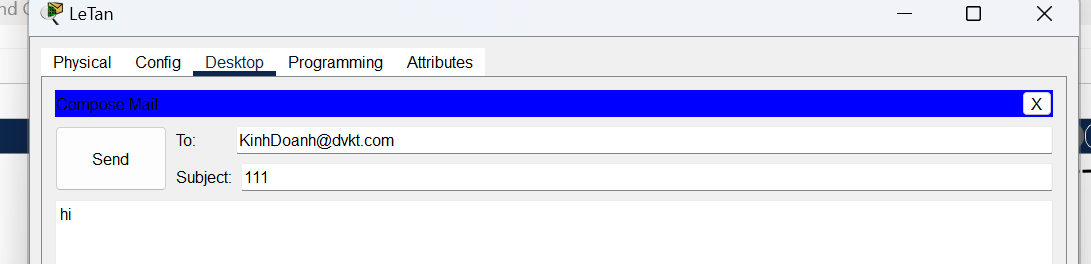 LeTan
Physical Config Desktop Programming Attributes
Compose Mail X
Send
To: KinhDoanh@dvkt.com
Subject: 111
hi